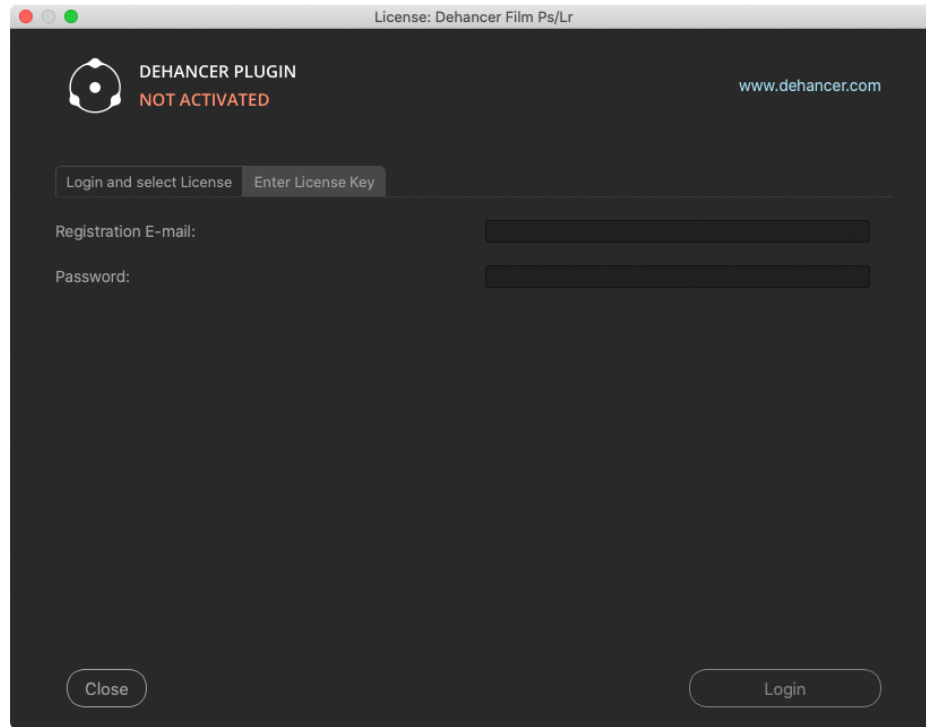 License: Dehancer Film Ps/Lr
DEHANCER PLUGIN
NOT ACTIVATED
www.dehancer.com
Login and select License
Enter License Key
Registration E-mail:
Password:
Close
Login